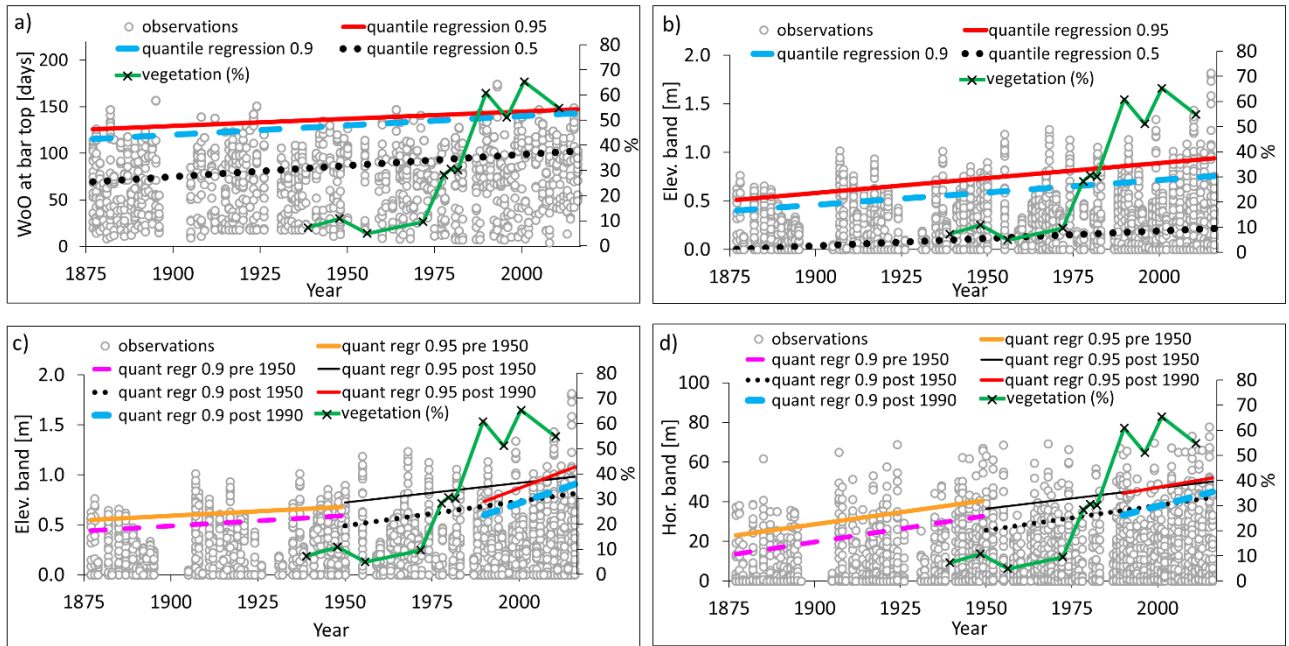 a)
observations
quantile regression 0.95
quantile regression 0.9
quantile regression 0.5
vegetation (%)
WoO at bar top [days]
200
150
100
50
0
80
70
60
50
40
30
20
10
0
%
1875 1900 1925 1950 1975 2000
Year
b)
observations
quantile regression 0.95
quantile regression 0.9
quantile regression 0.5
vegetation (%)
Elev. band [m]
2.0
1.5
1.0
0.5
0.0
80
70
60
50
40
30
20
10
0
%
1875 1900 1925 1950 1975 2000
Year
c)
observations
quant regr 0.95 pre 1950
quant regr 0.9 pre 1950
quant regr 0.95 post 1950
quant regr 0.9 post 1950
quant regr 0.95 post 1990
quant regr 0.9 post 1990
vegetation (%)
Elev. band [m]
2.0
1.5
1.0
0.5
0.0
80
70
60
50
40
30
20
10
0
%
1875 1900 1925 1950 1975 2000
Year
d)
observations
quant regr 0.95 pre 1950
quant regr 0.9 pre 1950
quant regr 0.95 post 1950
quant regr 0.9 post 1950
quant regr 0.95 post 1990
quant regr 0.9 post 1990
vegetation (%)
Hor. band [m]
100
80
60
40
20
0
80
70
60
50
40
30
20
10
0
%
1875 1900 1925 1950 1975 2000
Year